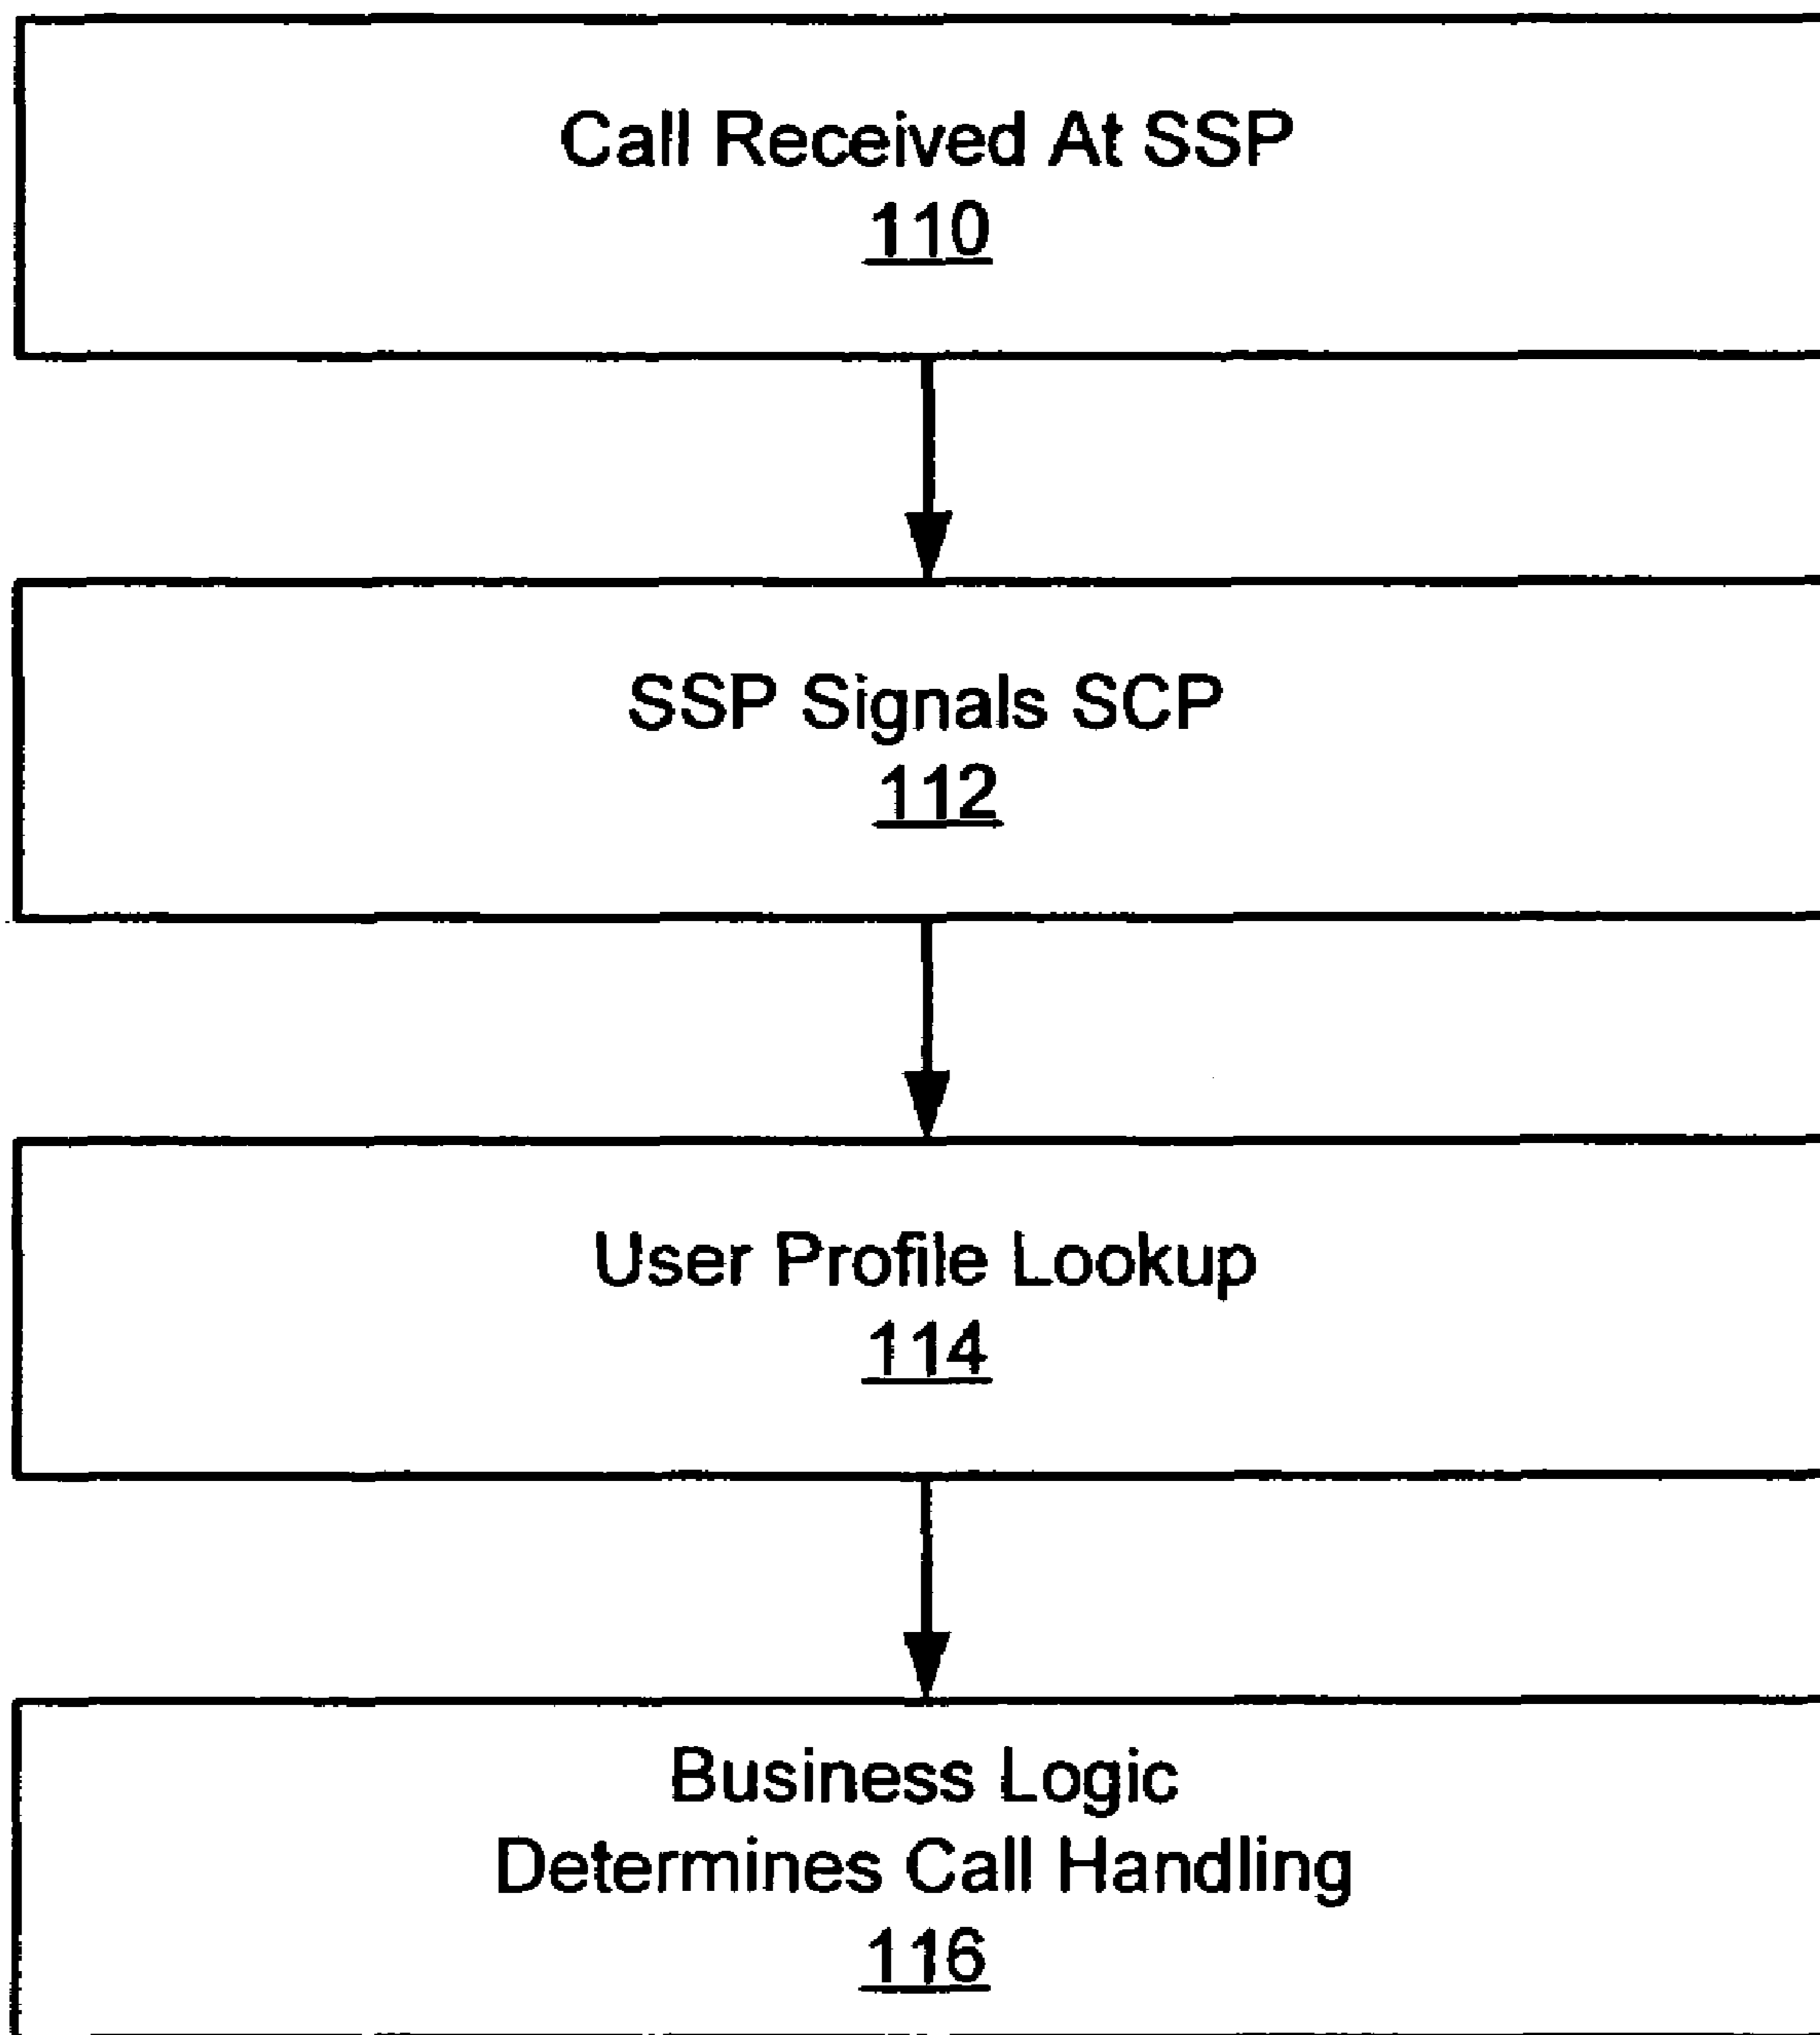 Call Received At SSP
110
SSP Signals SCP
112
User Profile Lookup
114
Business Logic
Determines Call Handling
116